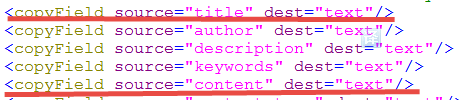 <copyField source="title" dest="text"/>
<copyField source="author" dest="text"/>
<copyField source="description" dest="text"/>
<copyField source="keywords" dest="text"/>
<copyField source="content" dest="text"/>